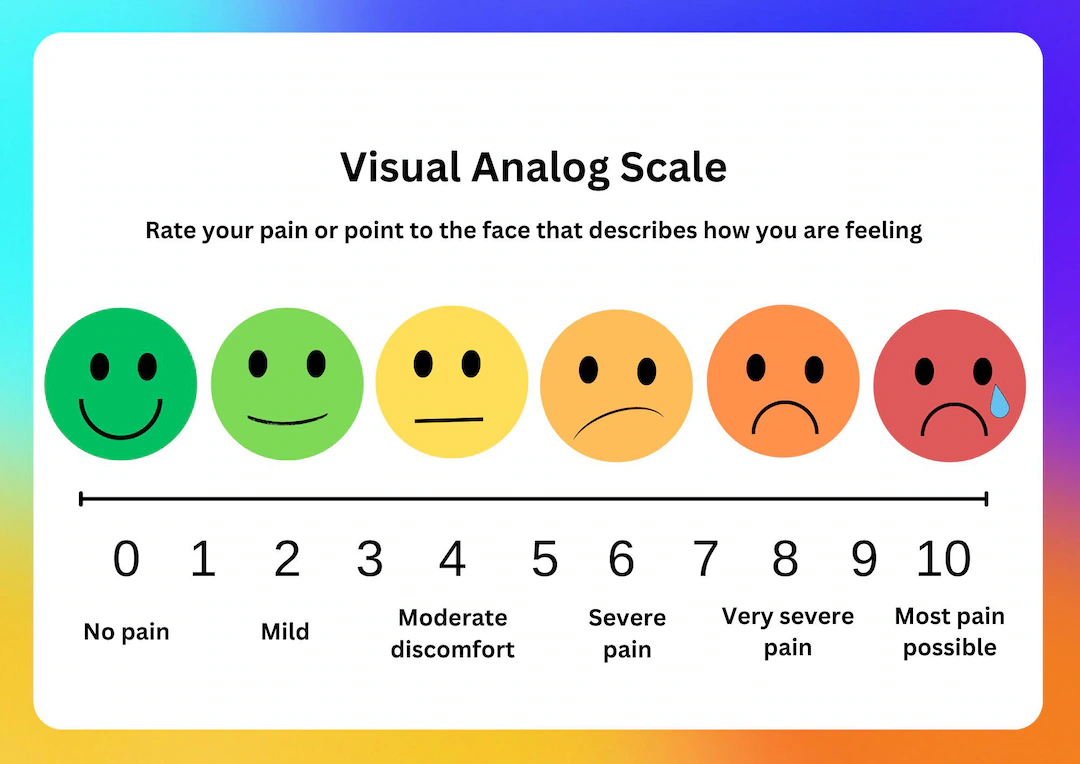 Visual Analog Scale
Rate your pain or point to the face that describes how you are feeling
0 1 2 3 4 5 6 7 8 9 10
No pain
Mild
Moderate
discomfort
Severe
pain
Very severe
pain
Most pain
possible